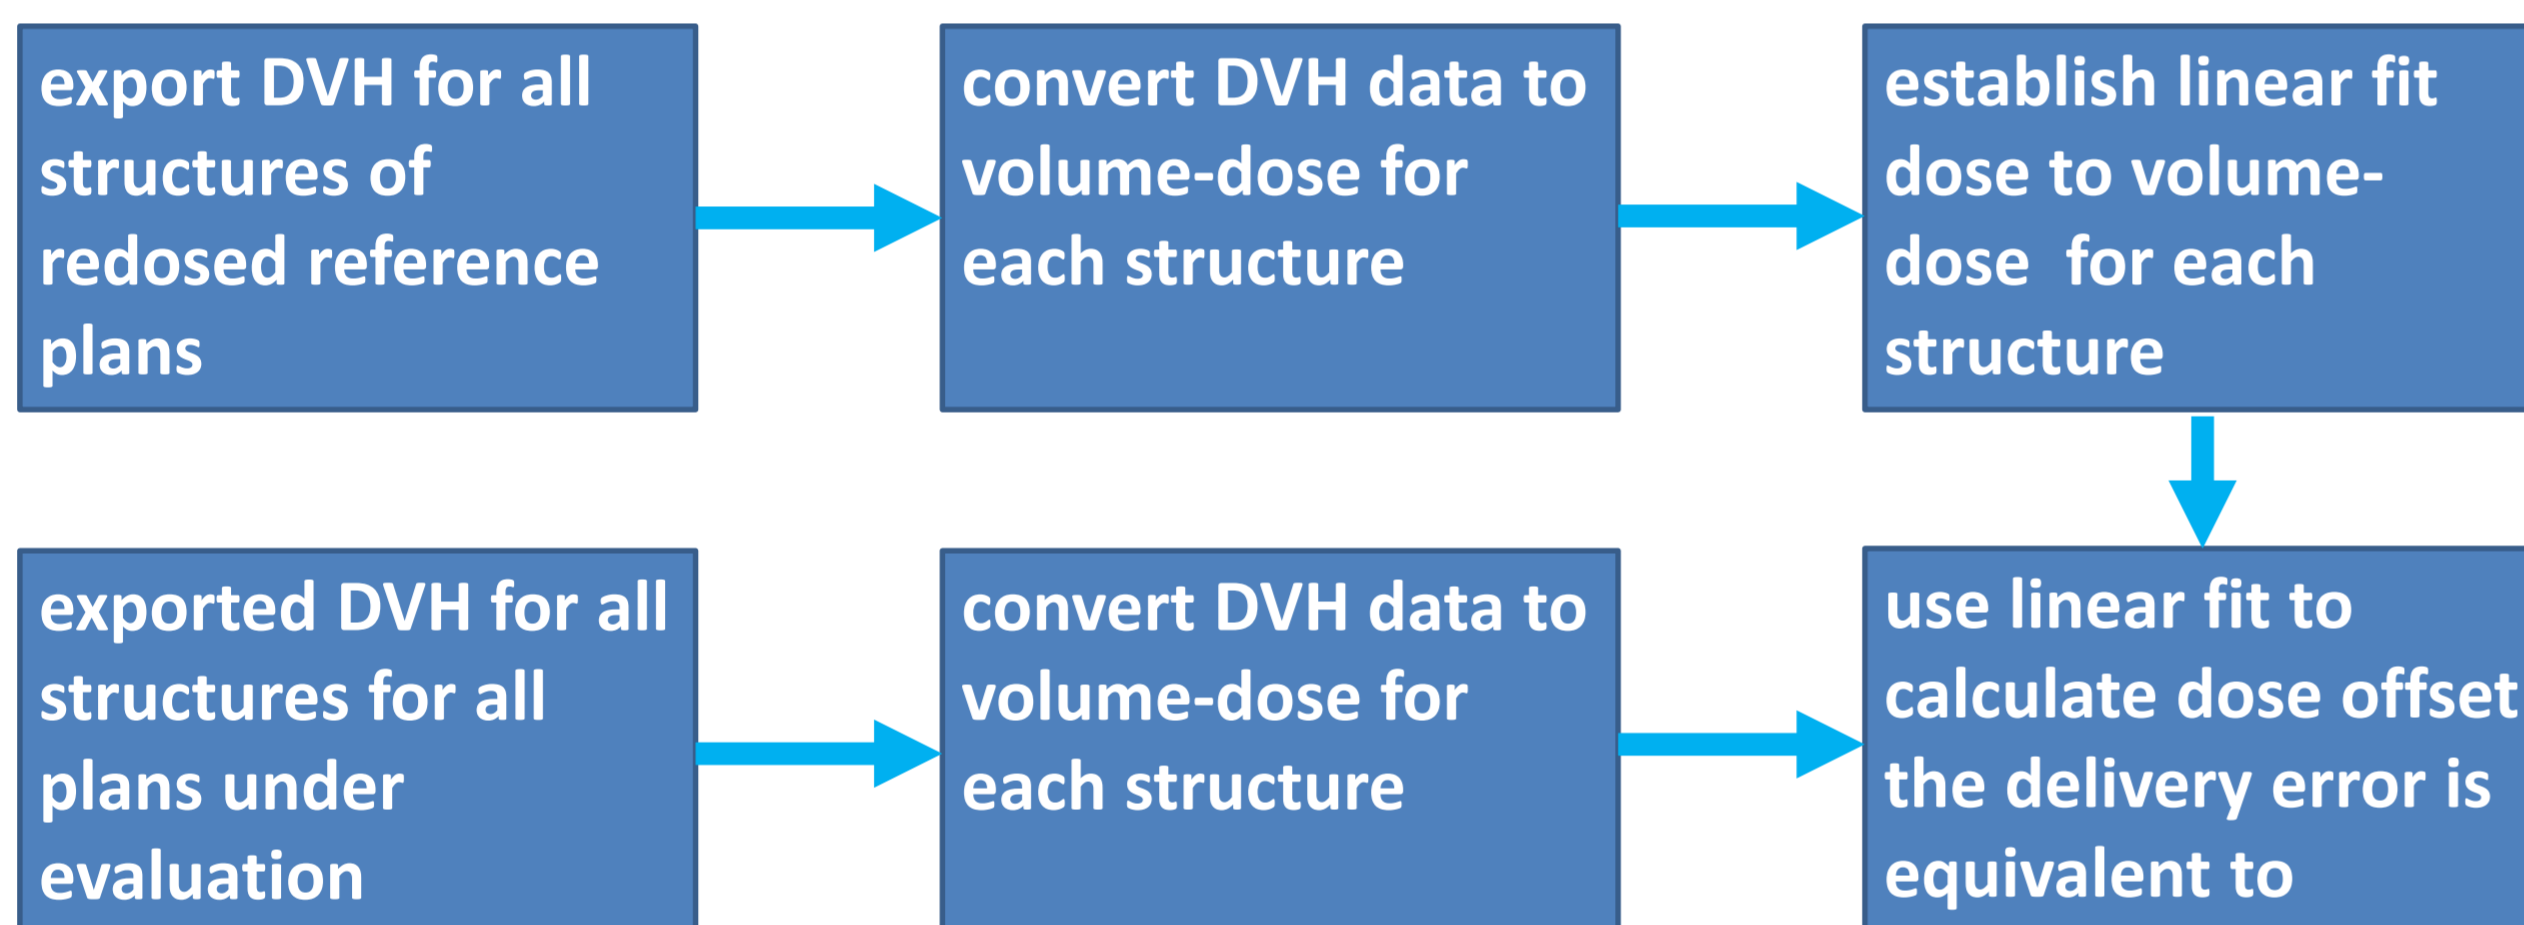 export DVH for all
structures of
redosed reference
plans
convert DVH data to
volume-dose for
each structure
establish linear fit
dose to volume-
dose  for each
structure
exported DVH for all
structures for all
plans under
evaluation
convert DVH data to
volume-dose for
each structure
use linear fit to
calculate dose offset
the delivery error is
equivalent to